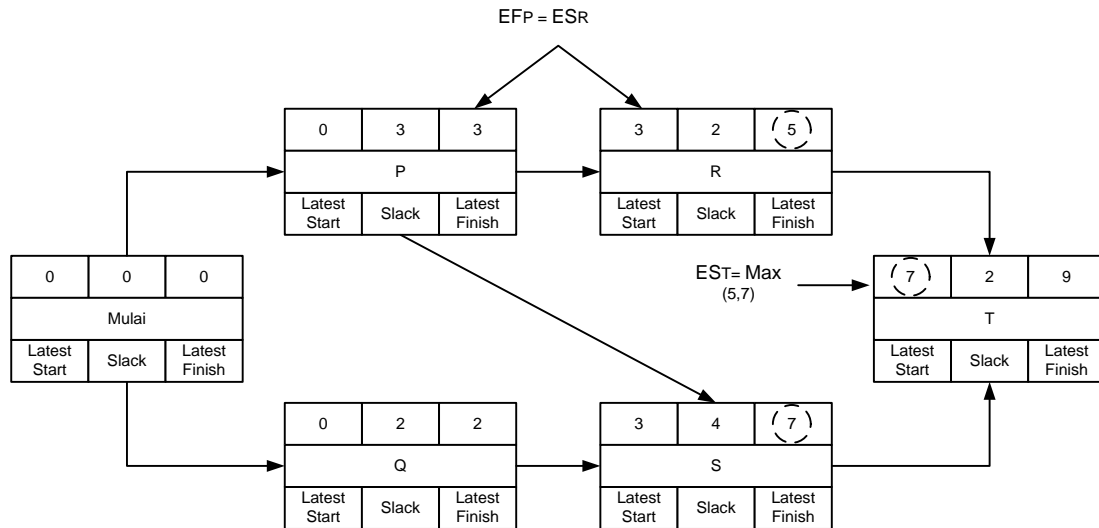 EFP = ESR
0 3 3
P
Latest Start Slack Latest Finish
3 2 5
R
Latest Start Slack Latest Finish
0 0 0
Mulai
Latest Start Slack Latest Finish
EST= Max
(5,7)
7 2 9
T
Latest Start Slack Latest Finish
0 2 2
Q
Latest Start Slack Latest Finish
3 4 7
S
Latest Start Slack Latest Finish